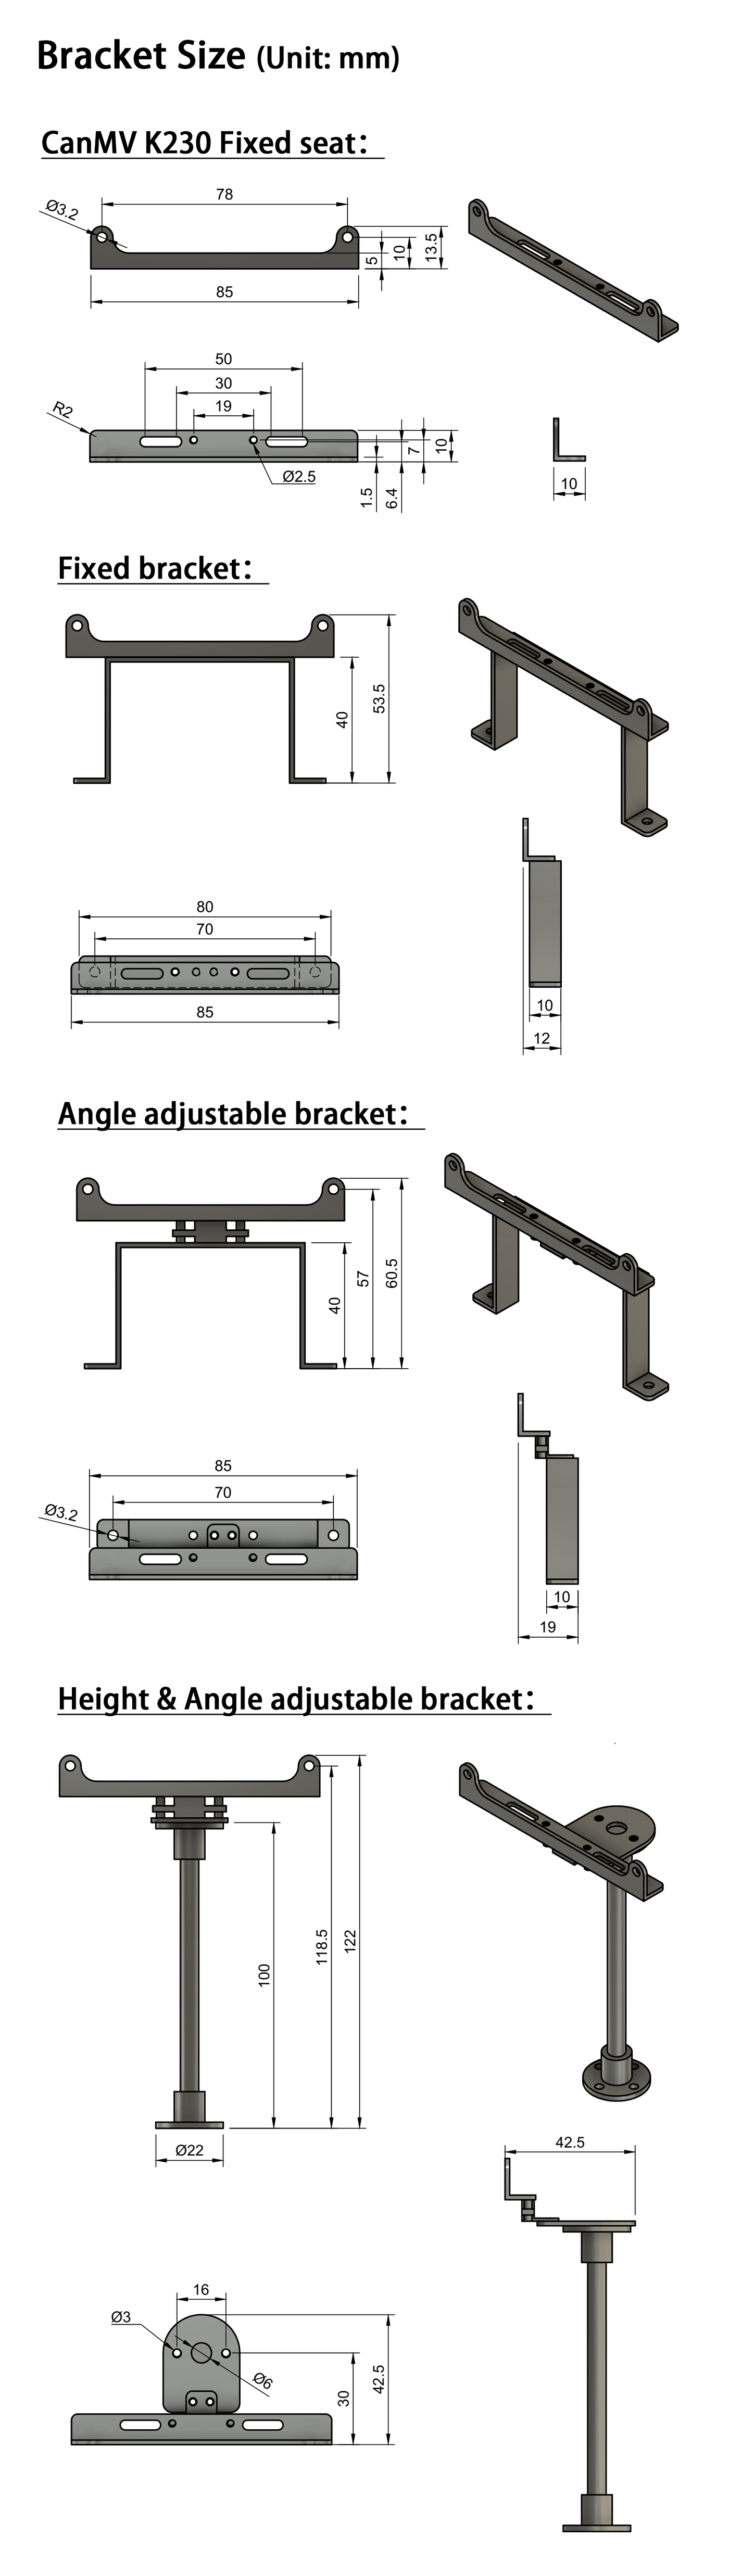 Bracket Size (Unit: mm)
CanMV K230 Fixed seat:
78
Ø3.2
5
10
13.5
85
50
30
19
R2
Ø2.5
1.5
6.4
7
10
10
Fixed bracket:
40
53.5
80
70
85
10
12
Angle adjustable bracket:
40
57
60.5
85
70
Ø3.2
10
19
Height & Angle adjustable bracket:
100
118.5
122
Ø22
42.5
16
Ø3
Ø6
30
42.5